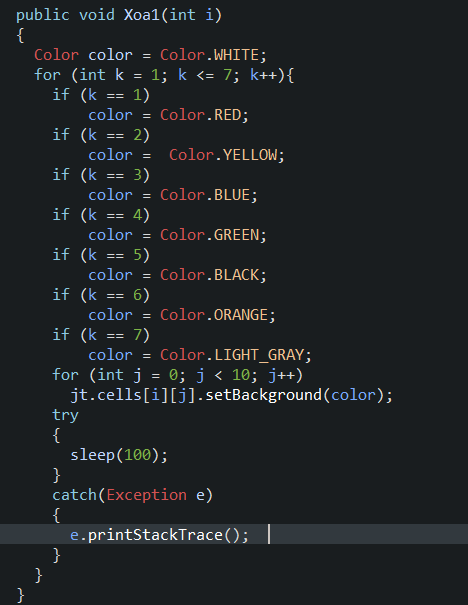 public void Xoa1(int i)
{
  Color color = Color.WHITE;
  for (int k = 1; k <= 7; k++){
    if (k == 1)
        color = Color.RED;
    if (k == 2)
        color =  Color.YELLOW;
    if (k == 3)
        color = Color.BLUE;
    if (k == 4)
        color = Color.GREEN;
    if (k == 5)
        color = Color.BLACK;
    if (k == 6)
        color = Color.ORANGE;
    if (k == 7)
        color = Color.LIGHT_GRAY;
    for (int j = 0; j < 10; j++)
      jt.cells[i][j].setBackground(color);
    try
    {
      sleep(100);
    }
    catch(Exception e)
    {
      e.printStackTrace();
    }
  }
}